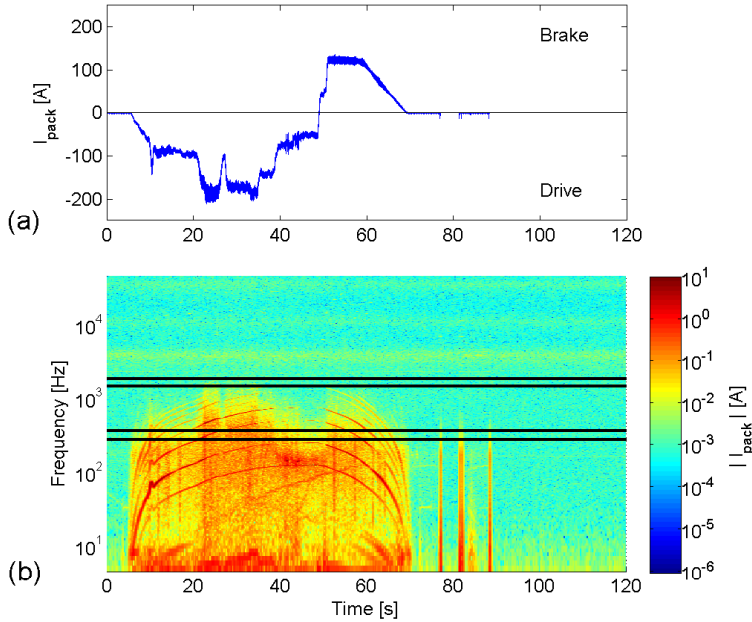 200
100
0
-100
-200
I_pack [A]
Brake
Drive
(a)
0 20 40 60 80 100 120
10^4
10^3
10^2
10^1
Frequency [Hz]
0 20 40 60 80 100 120
Time [s]
(b)
10^1
10^0
10^-1
10^-2
10^-3
10^-4
10^-5
10^-6
| I_pack | [A]